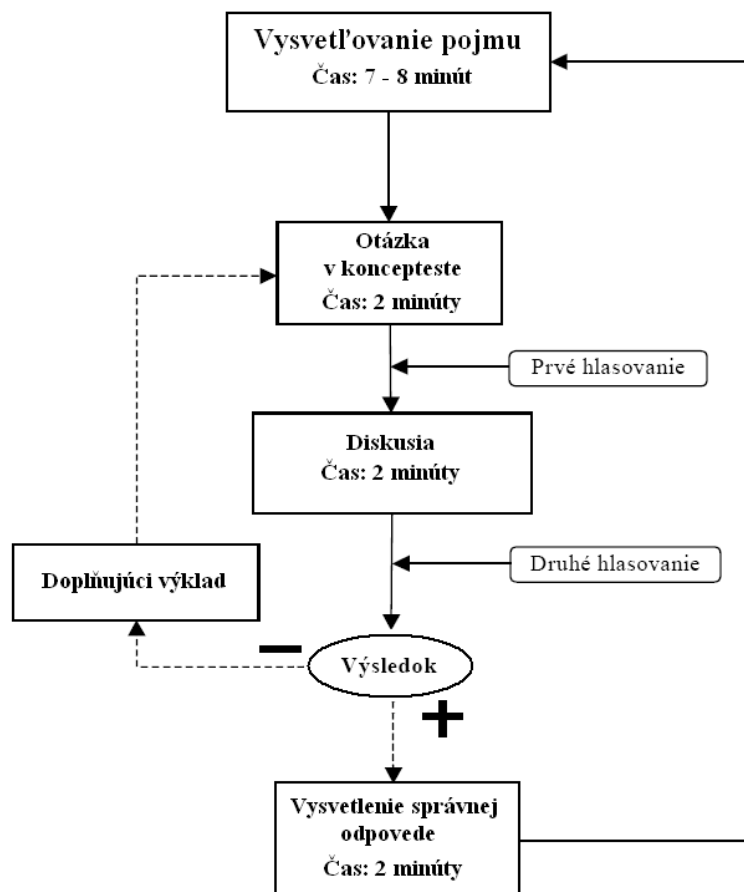 Vysvetľovanie pojmu
Čas: 7 - 8 minút
Otázka
v koncepteste
Čas: 2 minúty
Prvé hlasovanie
Diskusia
Čas: 2 minúty
Druhé hlasovanie
Doplňujúci výklad
Výsledok
Vysvetlenie správnej
odpovede
Čas: 2 minúty